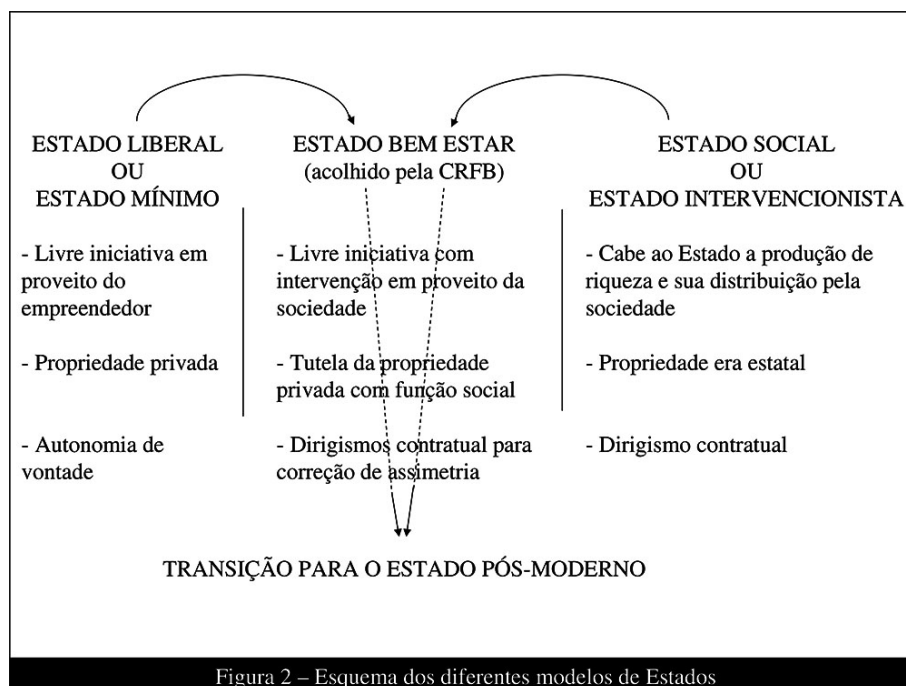 ESTADO LIBERAL
OU
ESTADO MÍNIMO
- Livre iniciativa em
proveito do
empreendedor
- Propriedade privada
- Autonomia de
vontade
ESTADO BEM ESTAR
(acolhido pela CRFB)
- Livre iniciativa com
intervenção em proveito da
sociedade
- Tutela da propriedade
privada com função social
- Dirigismos contratual para
correção de assimetria
ESTADO SOCIAL
OU
ESTADO INTERVENCIONISTA
- Cabe ao Estado a produção de
riqueza e sua distribuição pela
sociedade
- Propriedade era estatal
- Dirigismo contratual
TRANSIÇÃO PARA O ESTADO PÓS-MODERNO
Figura 2 – Esquema dos diferentes modelos de Estados